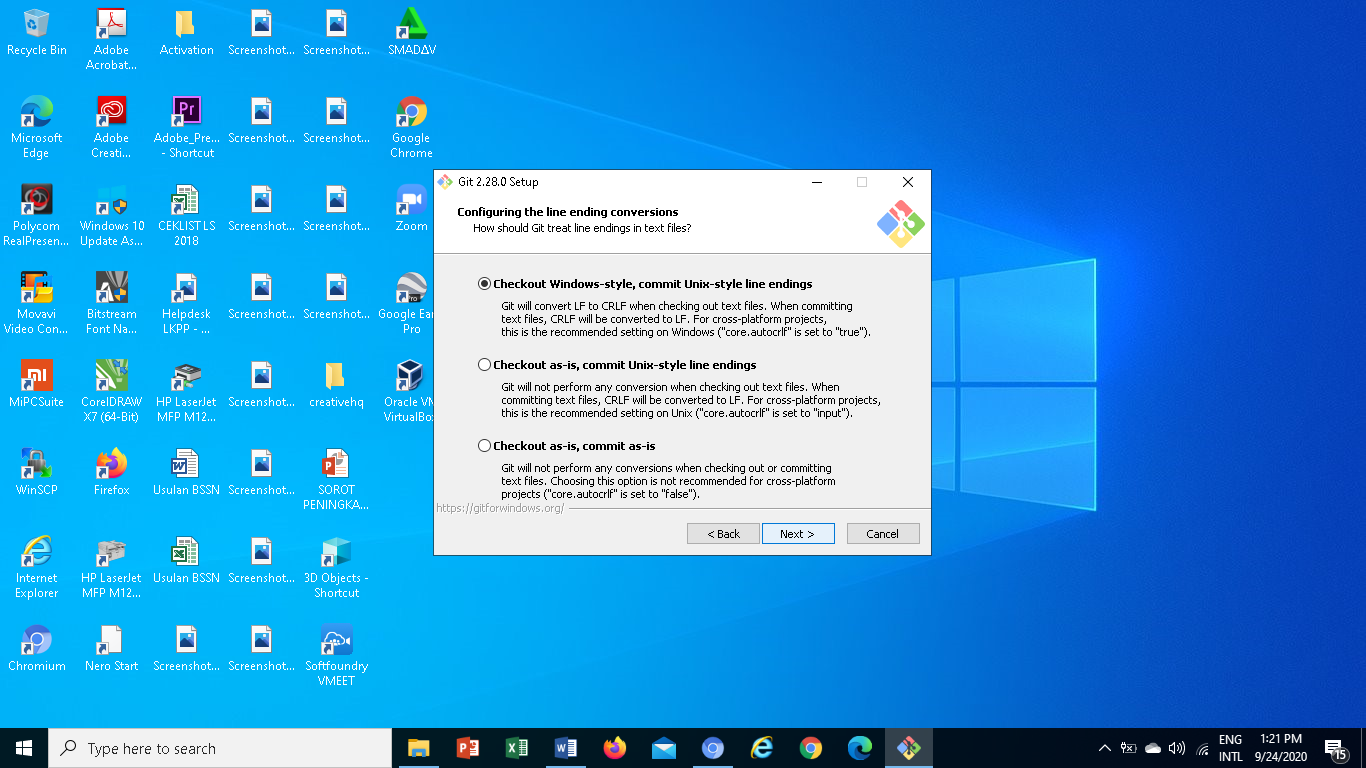 Recycle Bin
Adobe
Acrobat...
Activation
Screenshot...
Screenshot...
SMADΔV
Microsoft
Edge
Adobe
Creati...
Adobe_Pre...
- Shortcut
Screenshot...
Screenshot...
Google
Chrome
Polycom
RealPresen...
Windows 10
Update As...
CEKLIST LS
2018
Screenshot...
Screenshot...
Zoom
Movavi
Video Con...
Bitstream
Font Na...
Helpdesk
LKPP - ...
Screenshot...
Screenshot...
Google Ear
Pro
MiPCSuite
CorelDRAW
X7 (64-Bit)
HP LaserJet
MFP M12...
Screenshot...
creativehq
Oracle VM
VirtualBox
WinSCP
Firefox
Usulan BSSN
Screenshot...
SOROT
PENINGKA...
Internet
Explorer
HP LaserJet
MFP M12...
Usulan BSSN
Screenshot...
3D Objects -
Shortcut
Chromium
Nero Start
Screenshot...
Screenshot...
Softfoundry
VMEET
Git 2.28.0 Setup
Configuring the line ending conversions
How should Git treat line endings in text files?
Checkout Windows-style, commit Unix-style line endings
Git will convert LF to CRLF when checking out text files. When committing
text files, CRLF will be converted to LF. For cross-platform projects,
this is the recommended setting on Windows ("core.autocrlf" is set to "true").
Checkout as-is, commit Unix-style line endings
Git will not perform any conversion when checking out text files. When
committing text files, CRLF will be converted to LF. For cross-platform projects,
this is the recommended setting on Unix ("core.autocrlf" is set to "input").
Checkout as-is, commit as-is
Git will not perform any conversions when checking out or committing
text files. Choosing this option is not recommended for cross-platform
projects ("core.autocrlf" is set to "false").
https://gitforwindows.org/
< Back
Next >
Cancel
Type here to search
ENG
INTL
1:21 PM
9/24/2020
15